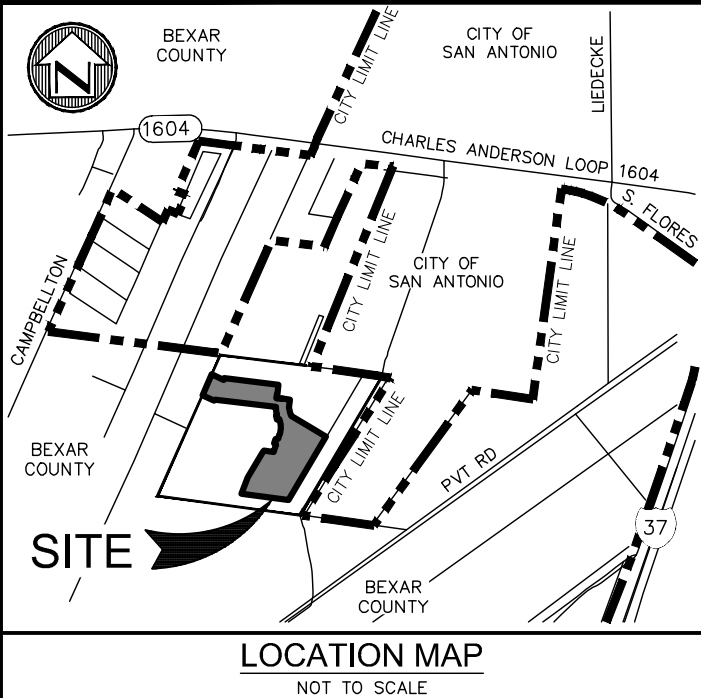 BEXAR
COUNTY
N
CITY LIMIT LINE
CITY OF
SAN ANTONIO
LIEDECKE
1604
CHARLES ANDERSON LOOP 1604
S. FLORES
CAMPBELLTON
CITY LIMIT LINE
CITY OF
SAN ANTONIO
CITY LIMIT LINE
BEXAR
COUNTY
CITY LIMIT LINE
PVT RD
37
SITE
BEXAR
COUNTY
LOCATION MAP
NOT TO SCALE